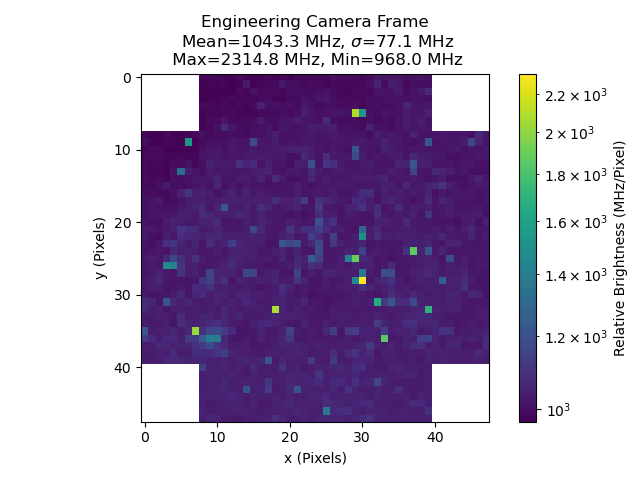 Engineering Camera Frame
Mean=1043.3 MHz, σ=77.1 MHz
Max=2314.8 MHz, Min=968.0 MHz
0
10
20
30
40
y (Pixels)
0 10 20 30 40
x (Pixels)
2.2 × 10³
2 × 10³
1.8 × 10³
1.6 × 10³
1.4 × 10³
1.2 × 10³
10³
Relative Brightness (MHz/Pixel)